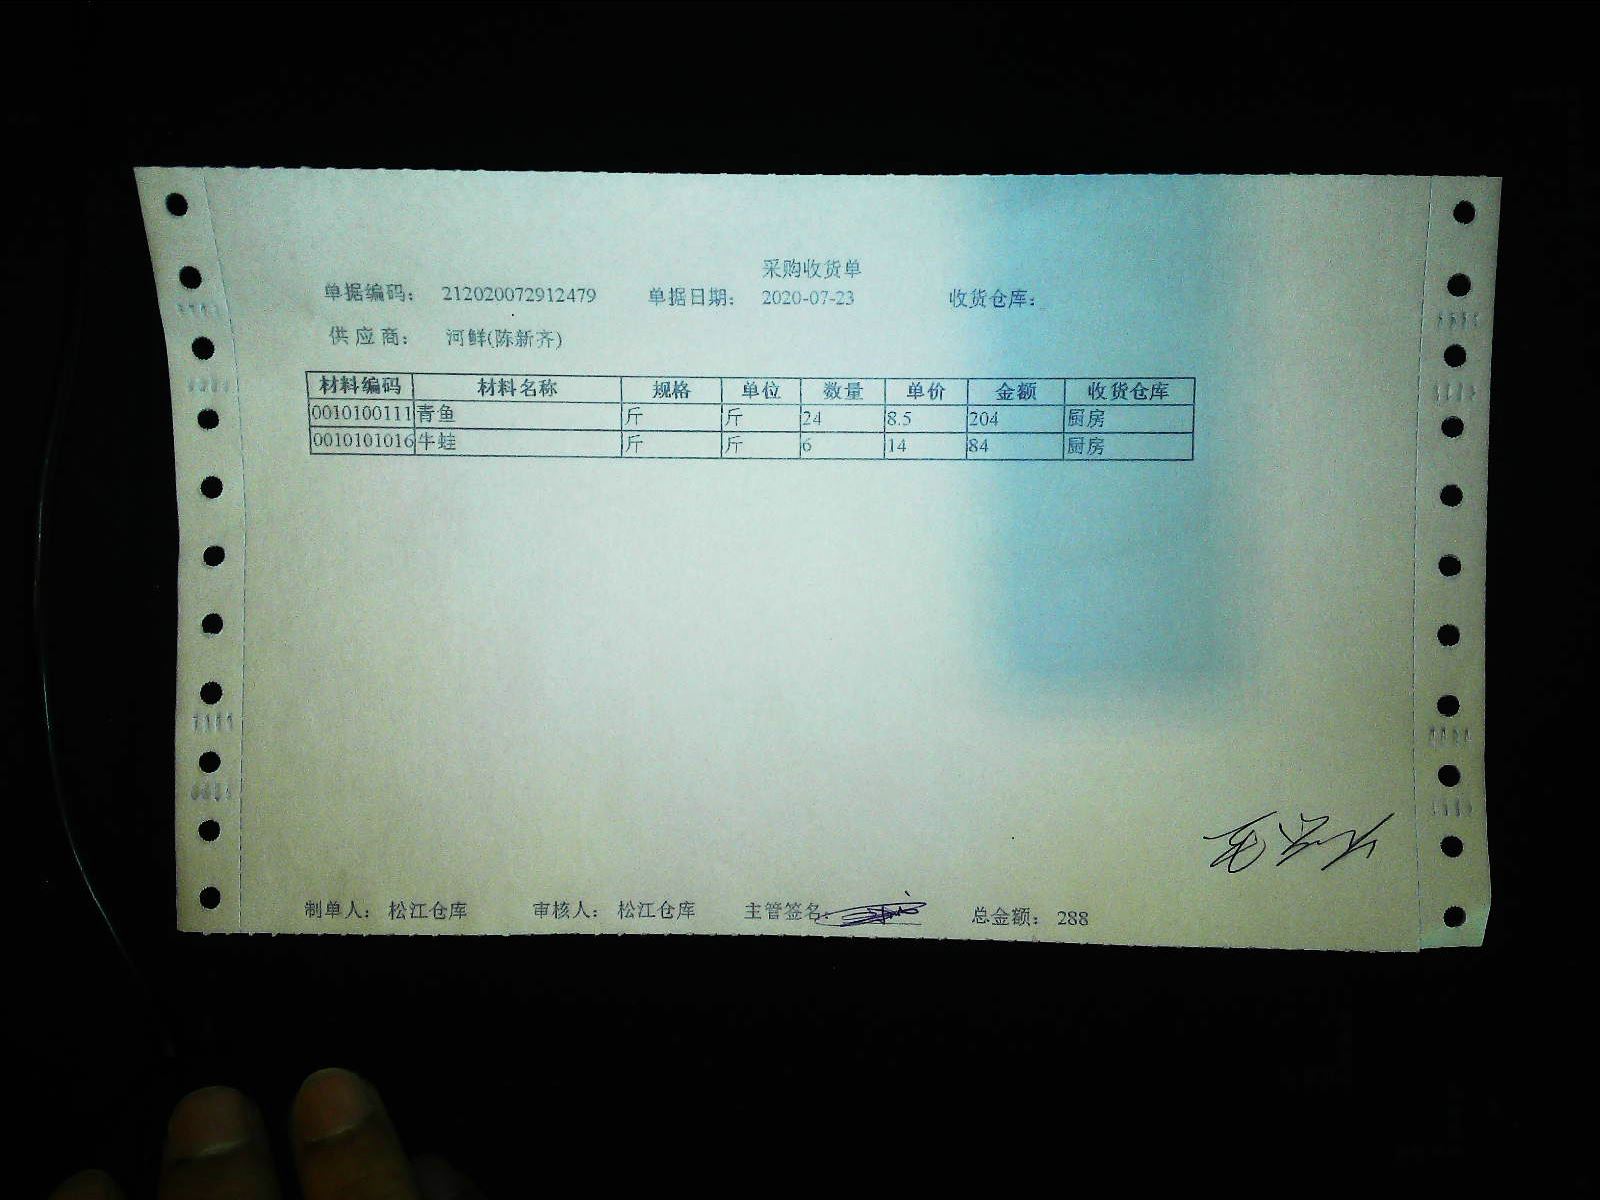 采购收货单
单据编码： 212020072912479 单据日期： 2020-07-23 收货仓库：
供应商： 河鲜(陈新齐)
材料编码 材料名称 规格 单位 数量 单价 金额 收货仓库
0010100111 青鱼 斤 斤 24 8.5 204 厨房
0010101016 牛蛙 斤 斤 6 14 84 厨房
制单人： 松江仓库 审核人： 松江仓库 主管签名： 总金额： 288